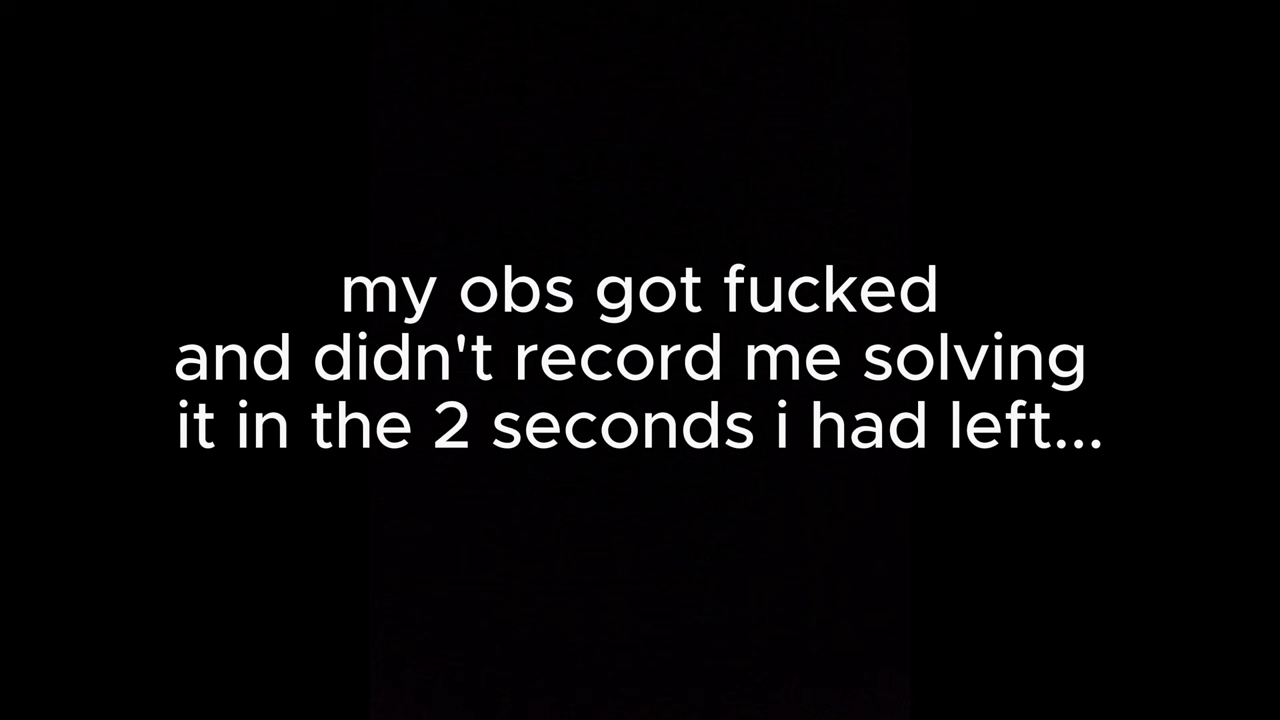 my obs got fucked
and didn't record me solving
it in the 2 seconds i had left...